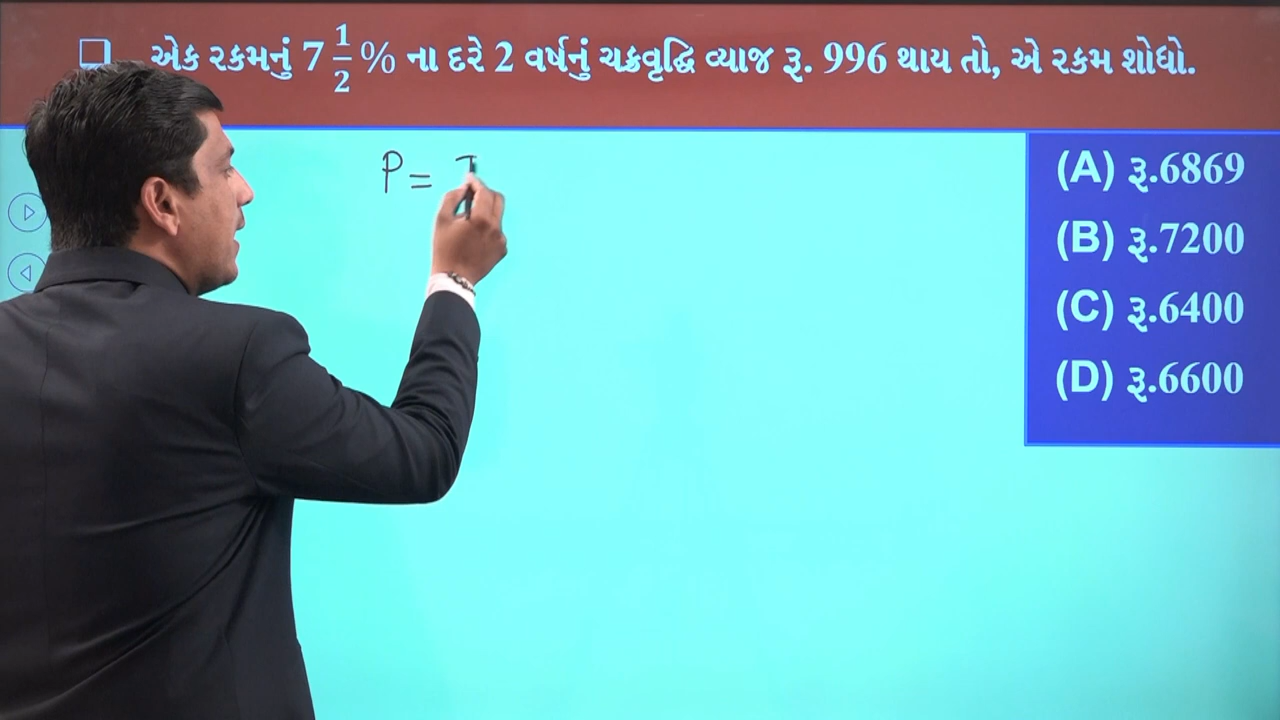 ❑ એક રકમનું 7 1/2 % ના દરે 2 વર્ષનું ચક્રવૃદ્ધિ વ્યાજ રૂ. 996 થાય તો, એ રકમ શોધો.
P =
(A) રૂ.6869
(B) રૂ.7200
(C) રૂ.6400
(D) રૂ.6600